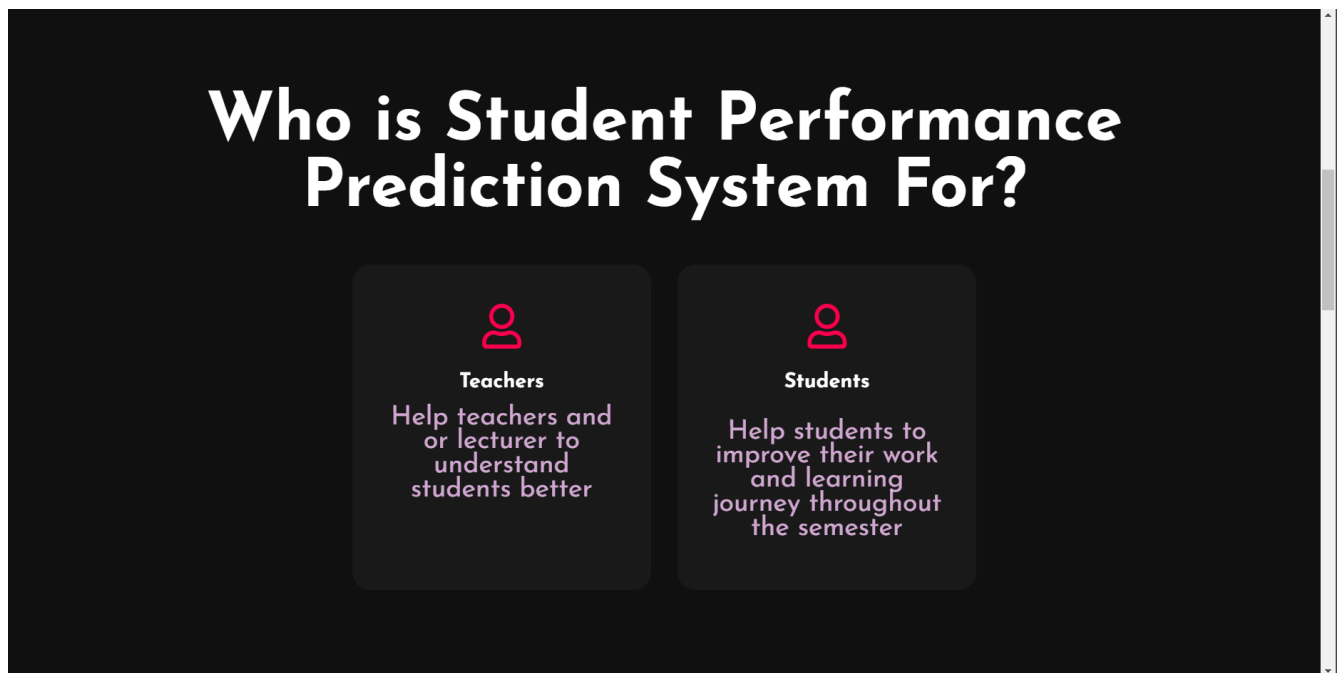 Who is Student Performance
Prediction System For?
Teachers
Help teachers and
or lecturer to
understand
students better
Students
Help students to
improve their work
and learning
journey throughout
the semester